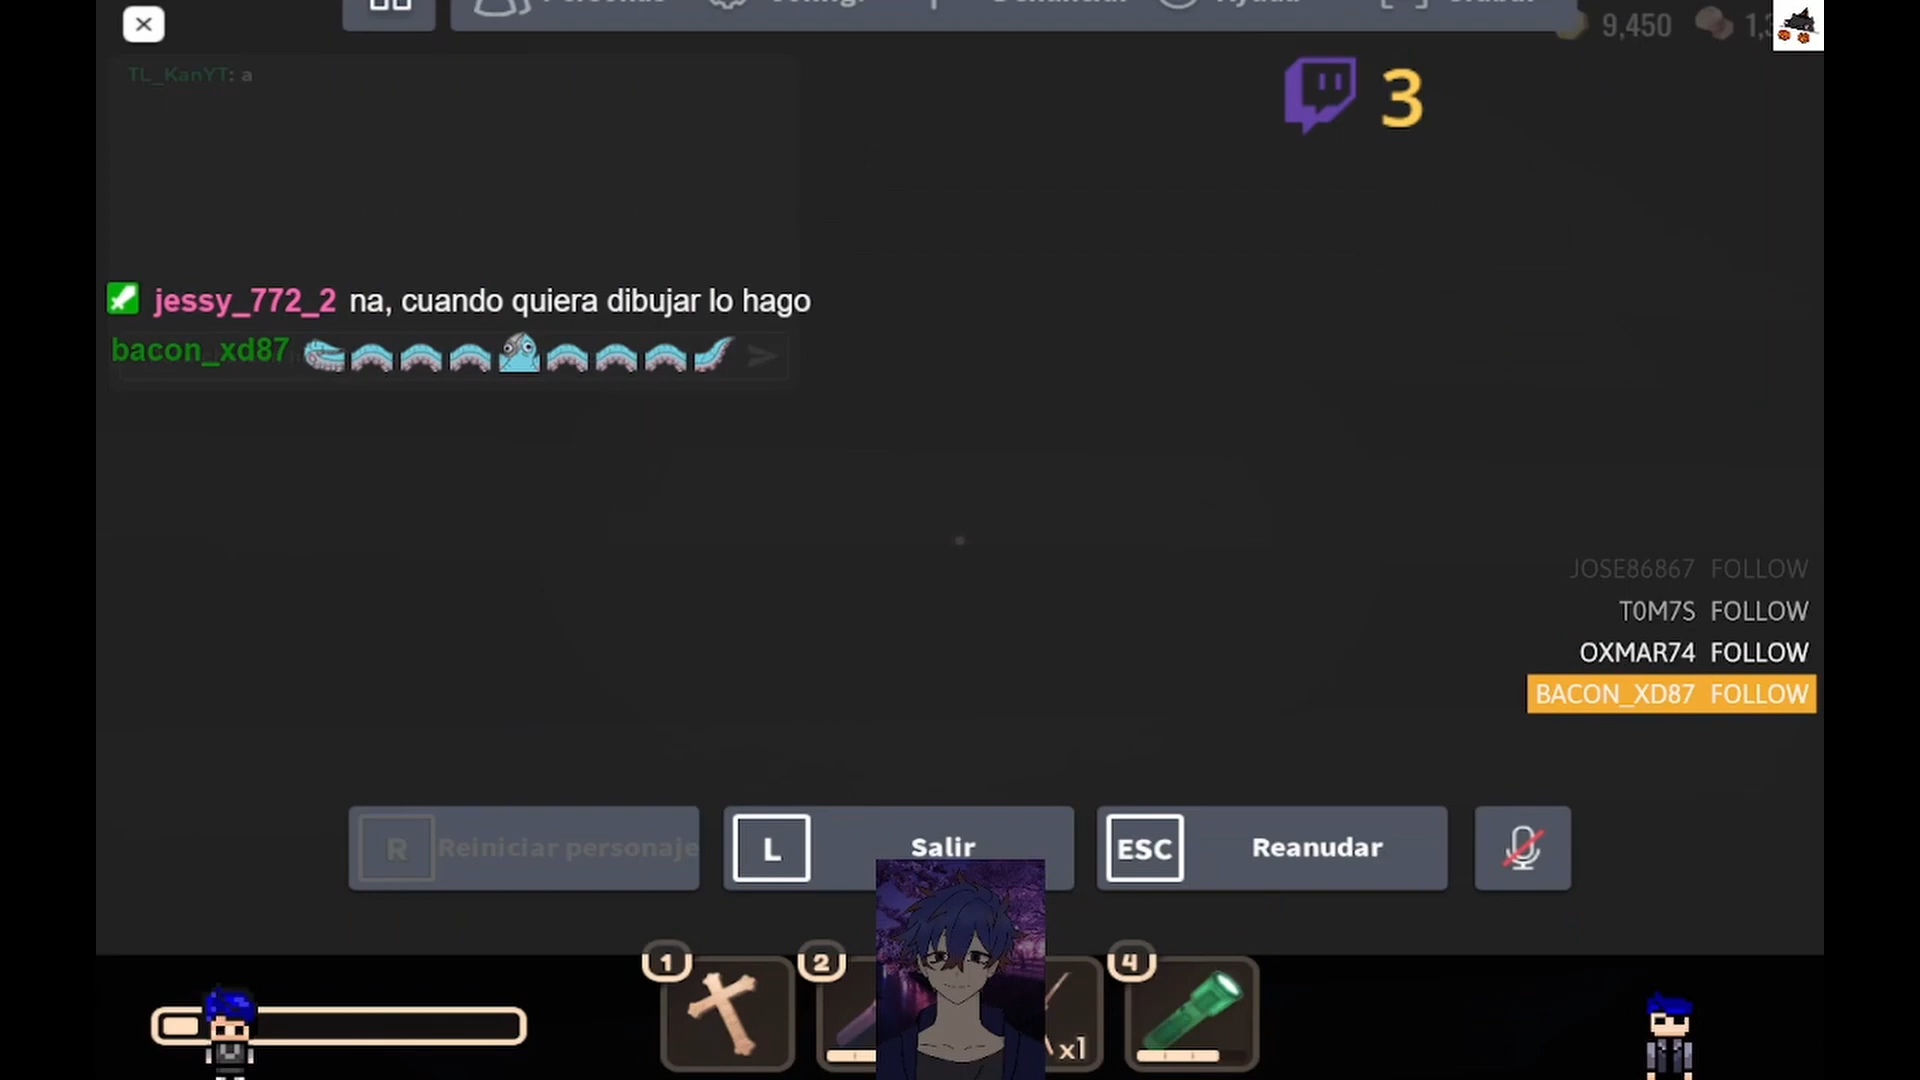 9,450
TL_KanYT: a
3
jessy_772_2 na, cuando quiera dibujar lo hago
bacon_xd87
JOSE86867 FOLLOW
T0M7S FOLLOW
OXMAR74 FOLLOW
BACON_XD87 FOLLOW
R Reiniciar personaje
L Salir
ESC Reanudar
1
2
4
x1